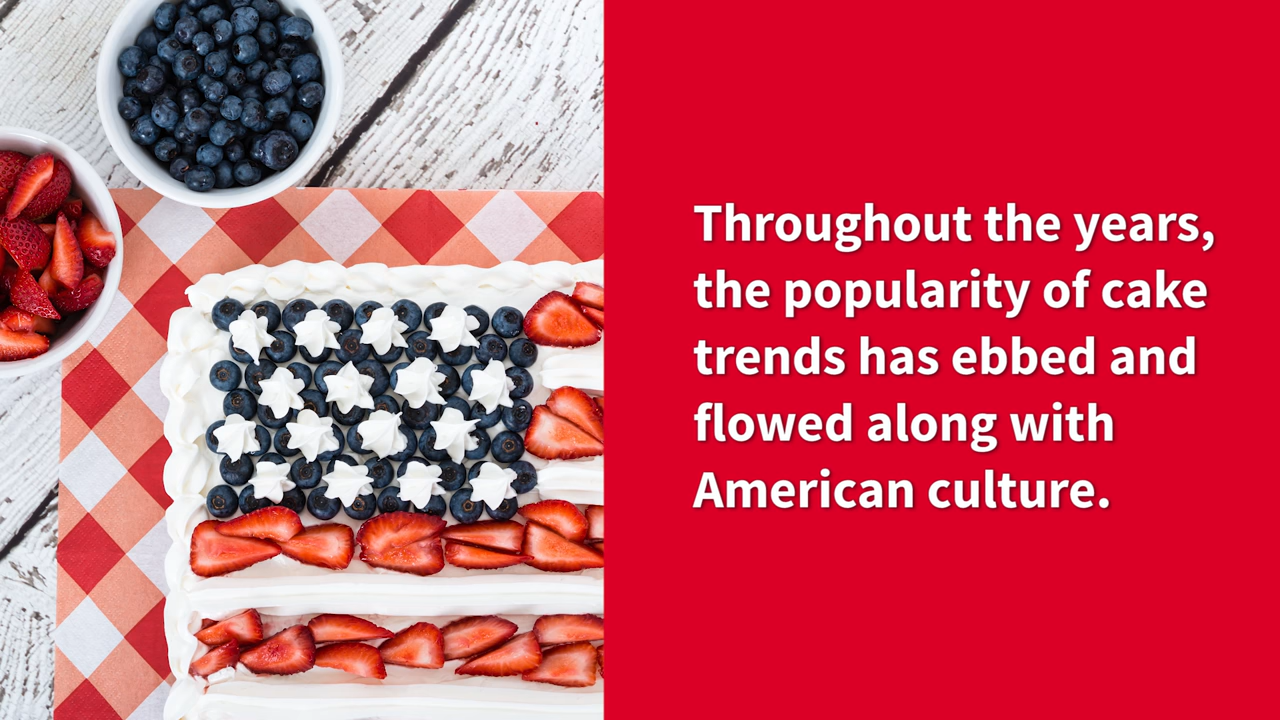 Throughout the years,
the popularity of cake
trends has ebbed and
flowed along with
American culture.